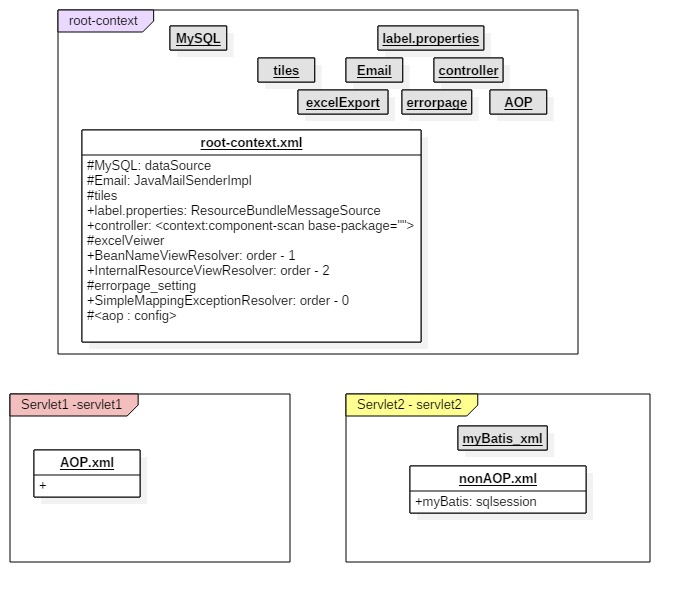 root-context
MySQL
label.properties
tiles
Email
controller
excelExport
errorpage
AOP
root-context.xml
#MySQL: dataSource
#Email: JavaMailSenderImpl
#tiles
+label.properties: ResourceBundleMessageSource
+controller: <context:component-scan base-package="">
#excelVeiwer
+BeanNameViewResolver: order - 1
+InternalResourceViewResolver: order - 2
#errorpage_setting
+SimpleMappingExceptionResolver: order - 0
#<aop : config>
Servlet1 -servlet1
AOP.xml
+
Servlet2 - servlet2
myBatis_xml
nonAOP.xml
+myBatis: sqlsession